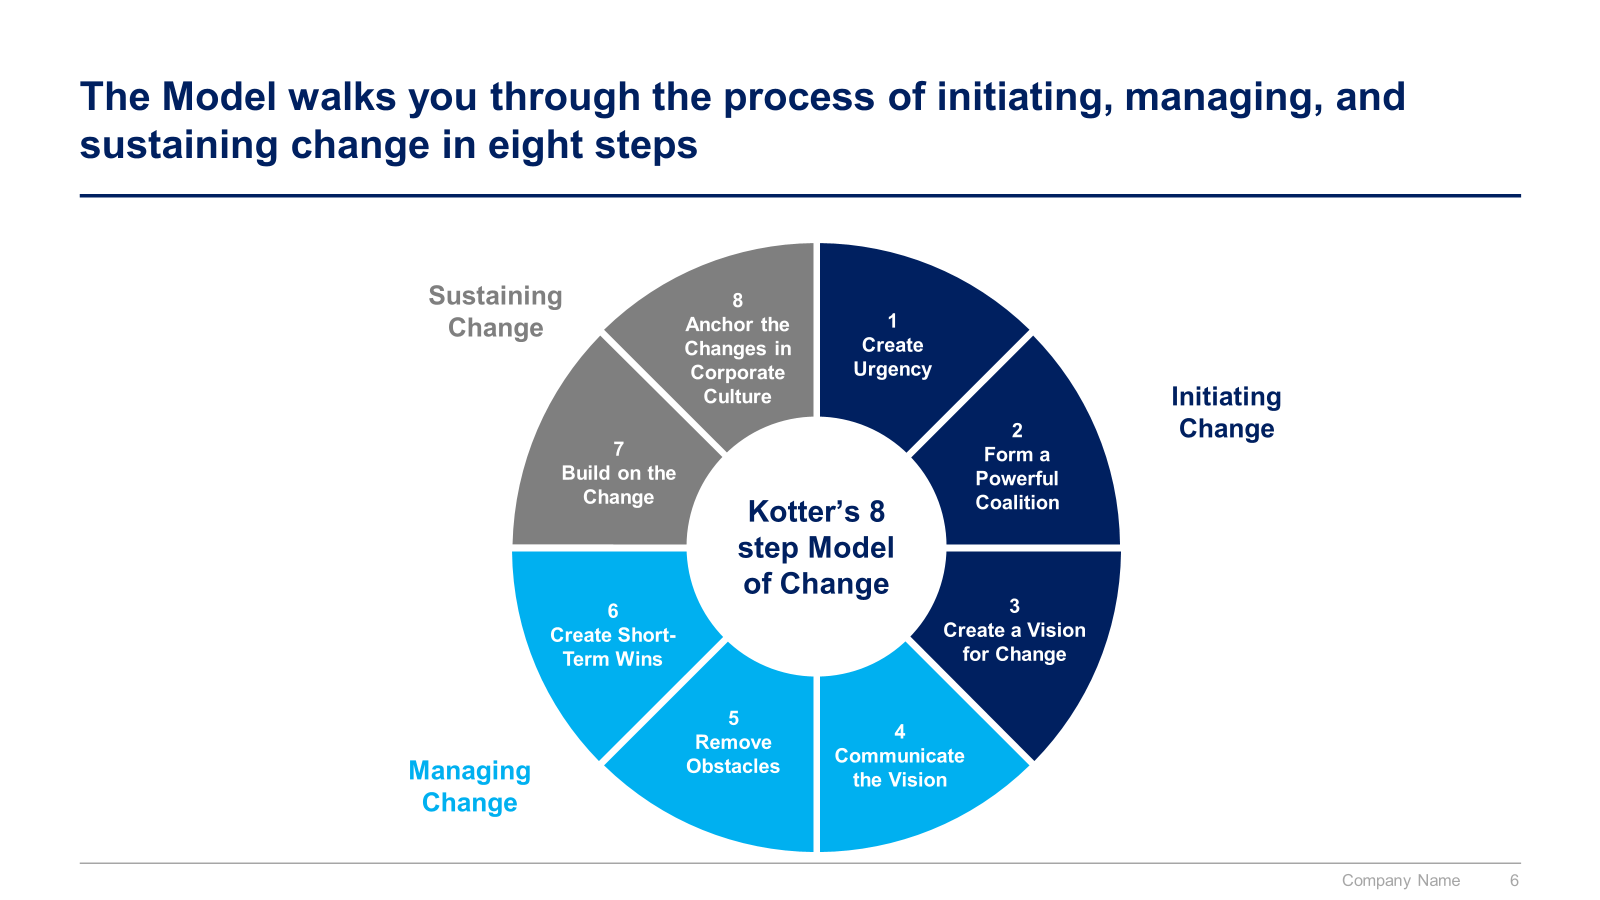 The Model walks you through the process of initiating, managing, and
sustaining change in eight steps
Sustaining
Change
8
Anchor the
Changes in
Corporate
Culture
1
Create
Urgency
Initiating
Change
2
Form a
Powerful
Coalition
7
Build on the
Change
Kotter’s 8
step Model
of Change
3
Create a Vision
for Change
6
Create Short-
Term Wins
5
Remove
Obstacles
4
Communicate
the Vision
Managing
Change
Company Name
6